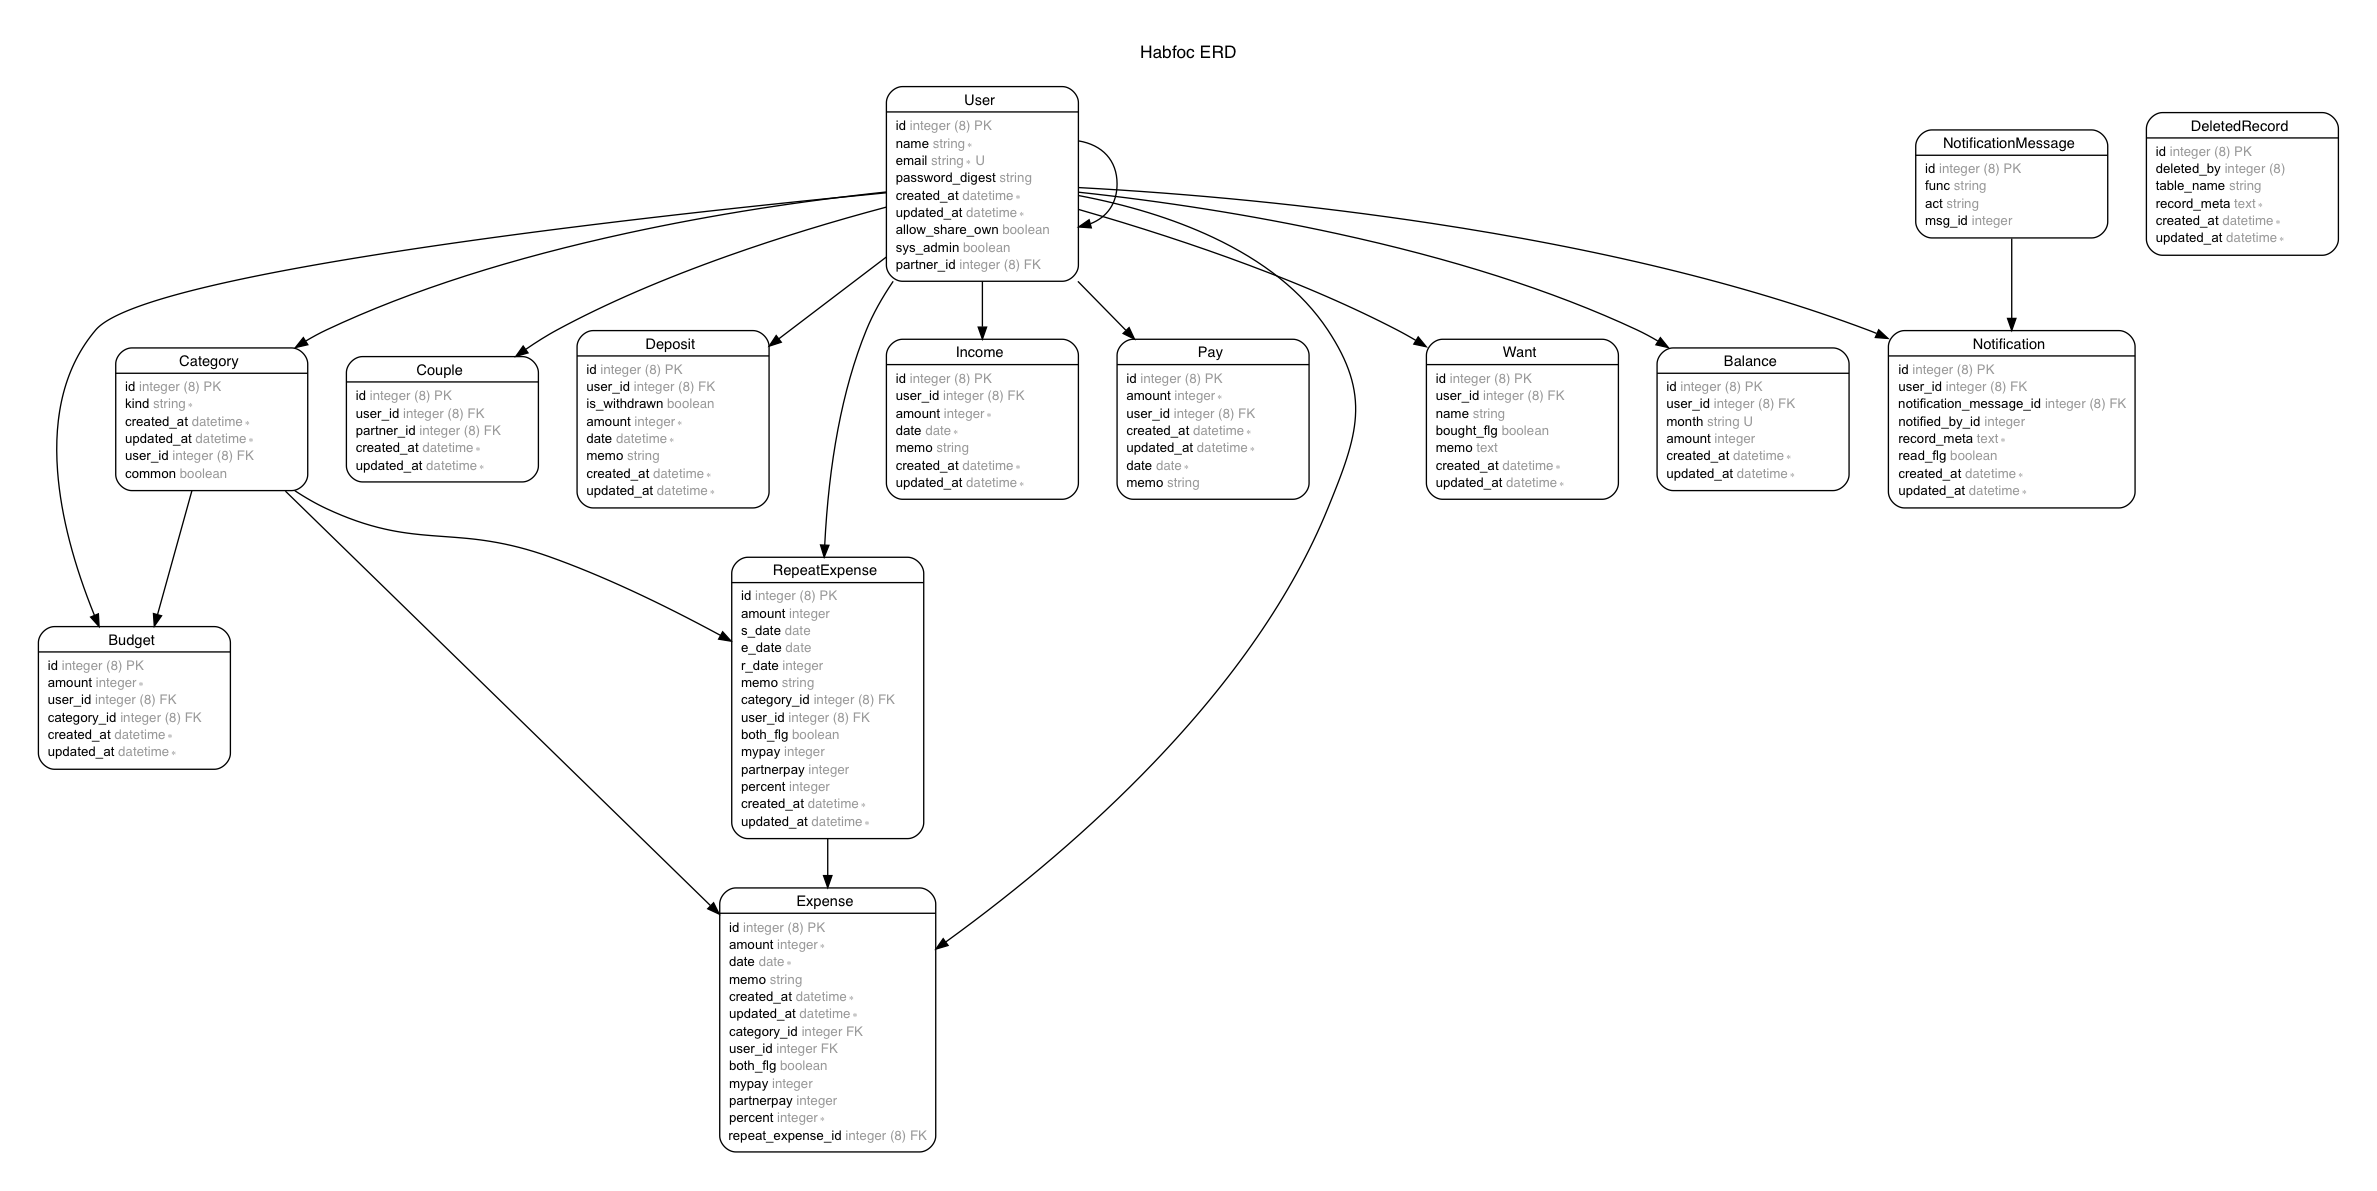 Habfoc ERD
User
id integer (8) PK
name string ∗
email string ∗ U
password_digest string
created_at datetime ∗
updated_at datetime ∗
allow_share_own boolean
sys_admin boolean
partner_id integer (8) FK
NotificationMessage
id integer (8) PK
func string
act string
msg_id integer
DeletedRecord
id integer (8) PK
deleted_by integer (8)
table_name string
record_meta text ∗
created_at datetime ∗
updated_at datetime ∗
Category
id integer (8) PK
kind string ∗
created_at datetime ∗
updated_at datetime ∗
user_id integer (8) FK
common boolean
Couple
id integer (8) PK
user_id integer (8) FK
partner_id integer (8) FK
created_at datetime ∗
updated_at datetime ∗
Deposit
id integer (8) PK
user_id integer (8) FK
is_withdrawn boolean
amount integer ∗
date datetime ∗
memo string
created_at datetime ∗
updated_at datetime ∗
Income
id integer (8) PK
user_id integer (8) FK
amount integer ∗
date date ∗
memo string
created_at datetime ∗
updated_at datetime ∗
Pay
id integer (8) PK
amount integer ∗
user_id integer (8) FK
created_at datetime ∗
updated_at datetime ∗
date date ∗
memo string
Want
id integer (8) PK
user_id integer (8) FK
name string
bought_flg boolean
memo text
created_at datetime ∗
updated_at datetime ∗
Balance
id integer (8) PK
user_id integer (8) FK
month string U
amount integer
created_at datetime ∗
updated_at datetime ∗
Notification
id integer (8) PK
user_id integer (8) FK
notification_message_id integer (8) FK
notified_by_id integer
record_meta text ∗
read_flg boolean
created_at datetime ∗
updated_at datetime ∗
Budget
id integer (8) PK
amount integer ∗
user_id integer (8) FK
category_id integer (8) FK
created_at datetime ∗
updated_at datetime ∗
RepeatExpense
id integer (8) PK
amount integer
s_date date
e_date date
r_date integer
memo string
category_id integer (8) FK
user_id integer (8) FK
both_flg boolean
mypay integer
partnerpay integer
percent integer
created_at datetime ∗
updated_at datetime ∗
Expense
id integer (8) PK
amount integer ∗
date date ∗
memo string
created_at datetime ∗
updated_at datetime ∗
category_id integer FK
user_id integer FK
both_flg boolean
mypay integer
partnerpay integer
percent integer ∗
repeat_expense_id integer (8) FK